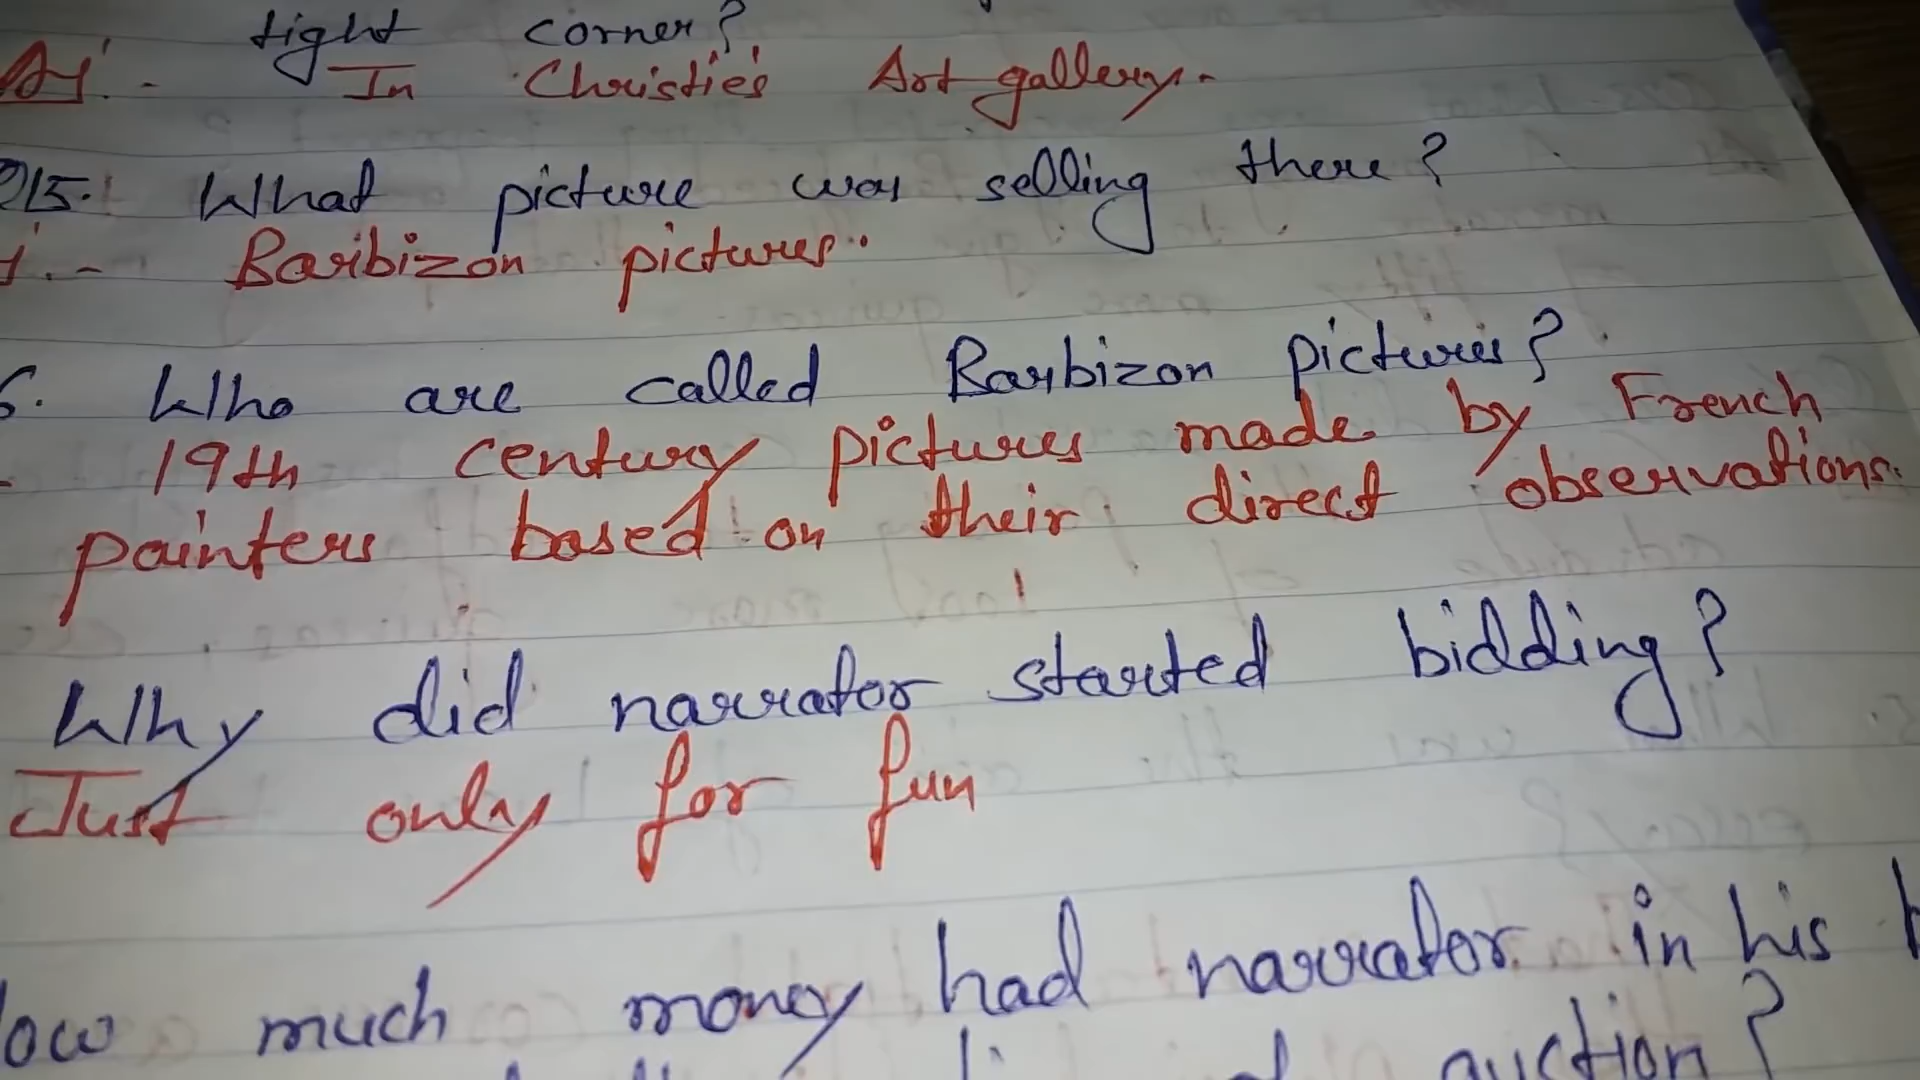 tight corner?
In Christie's Art gallery.-
Q15. What picture was selling there?
- Baribizon pictures.
6. Who are called Barbizon pictures?
- 19th century pictures made by French
painters based on their direct observations.
Why did narrator started bidding?
Just only for fun
much money had narrator in his
auction?